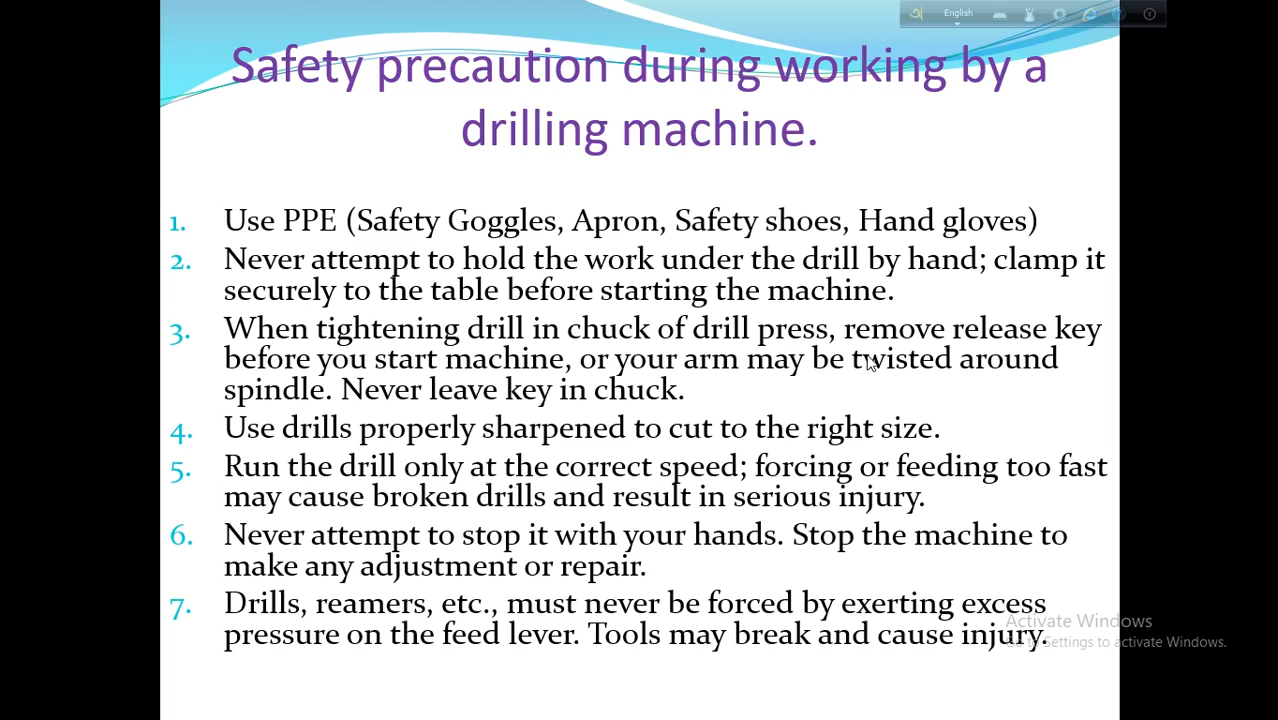 English
Safety precaution during working by a
drilling machine.
1. Use PPE (Safety Goggles, Apron, Safety shoes, Hand gloves)
2. Never attempt to hold the work under the drill by hand; clamp it
securely to the table before starting the machine.
3. When tightening drill in chuck of drill press, remove release key
before you start machine, or your arm may be twisted around
spindle. Never leave key in chuck.
4. Use drills properly sharpened to cut to the right size.
5. Run the drill only at the correct speed; forcing or feeding too fast
may cause broken drills and result in serious injury.
6. Never attempt to stop it with your hands. Stop the machine to
make any adjustment or repair.
7. Drills, reamers, etc., must never be forced by exerting excess
pressure on the feed lever. Tools may break and cause injury.
Activate Windows
Go to Settings to activate Windows.